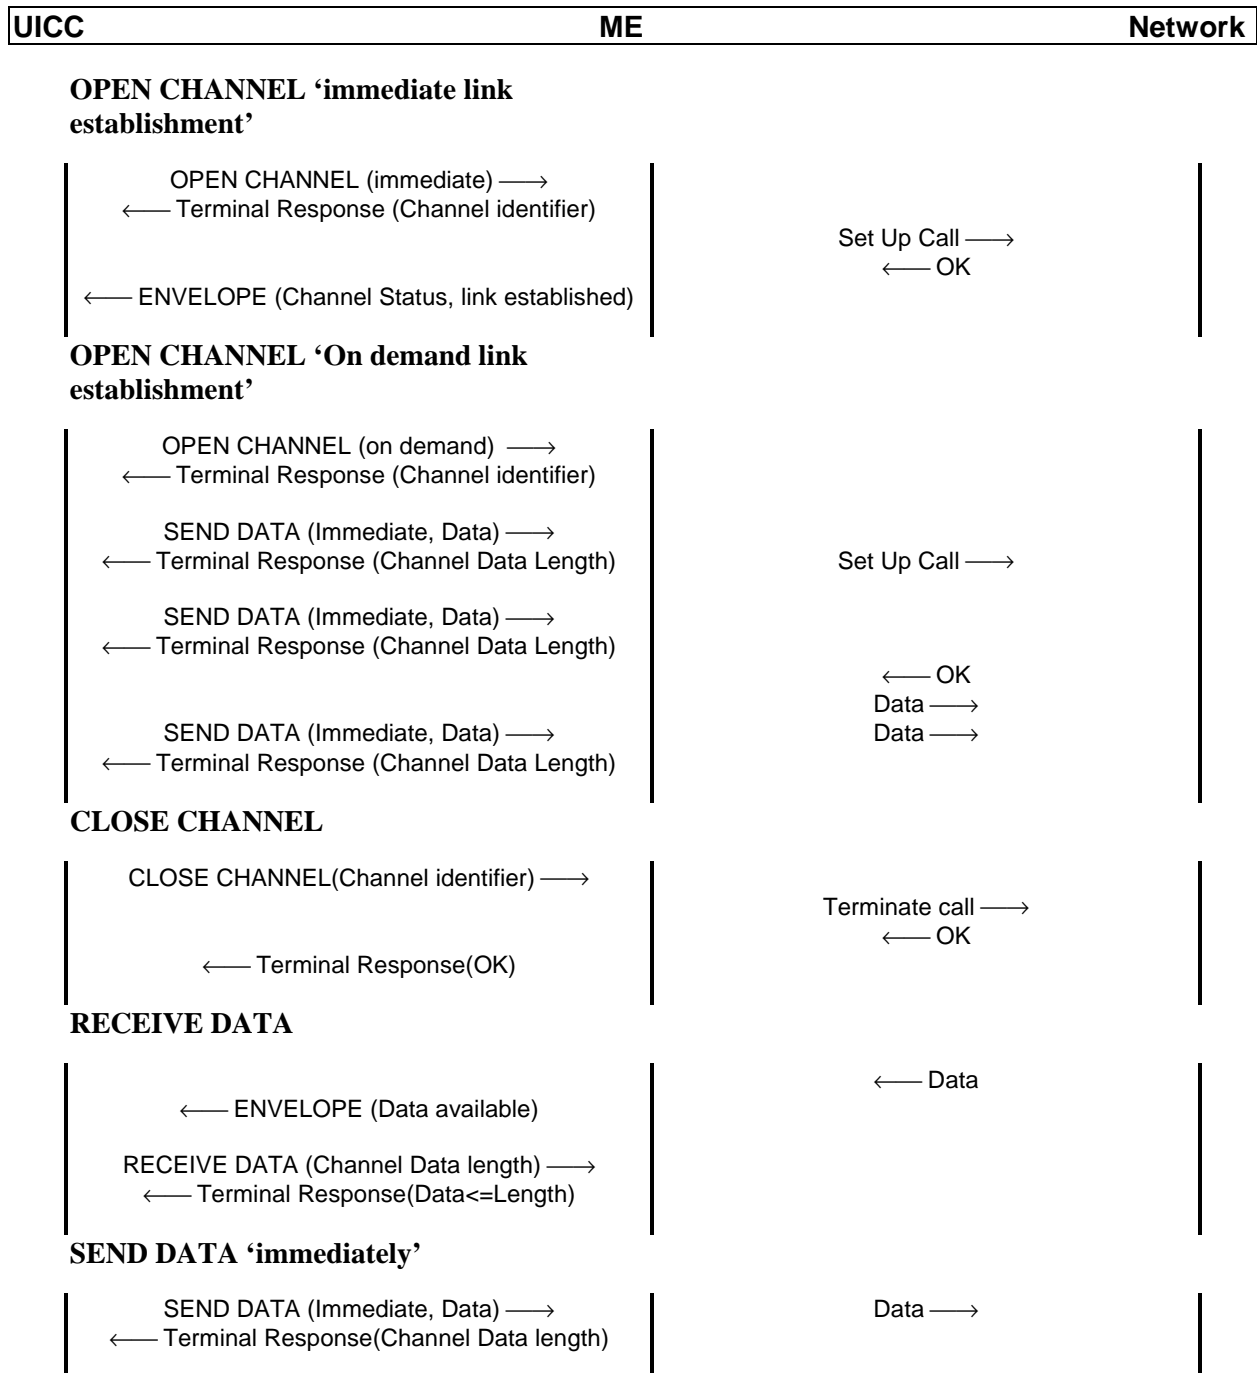 UICC ME Network
OPEN CHANNEL ‘immediate link
establishment’
OPEN CHANNEL (immediate) ⟶
⟵ Terminal Response (Channel identifier)
Set Up Call ⟶
⟵ OK
⟵ ENVELOPE (Channel Status, link established)
OPEN CHANNEL ‘On demand link
establishment’
OPEN CHANNEL (on demand) ⟶
⟵ Terminal Response (Channel identifier)
SEND DATA (Immediate, Data) ⟶
⟵ Terminal Response (Channel Data Length) Set Up Call ⟶
SEND DATA (Immediate, Data) ⟶
⟵ Terminal Response (Channel Data Length)
⟵ OK
Data ⟶
SEND DATA (Immediate, Data) ⟶ Data ⟶
⟵ Terminal Response (Channel Data Length)
CLOSE CHANNEL
CLOSE CHANNEL(Channel identifier) ⟶
Terminate call ⟶
⟵ OK
⟵ Terminal Response(OK)
RECEIVE DATA
⟵ Data
⟵ ENVELOPE (Data available)
RECEIVE DATA (Channel Data length) ⟶
⟵ Terminal Response(Data<=Length)
SEND DATA ‘immediately’
SEND DATA (Immediate, Data) ⟶ Data ⟶
⟵ Terminal Response(Channel Data length)